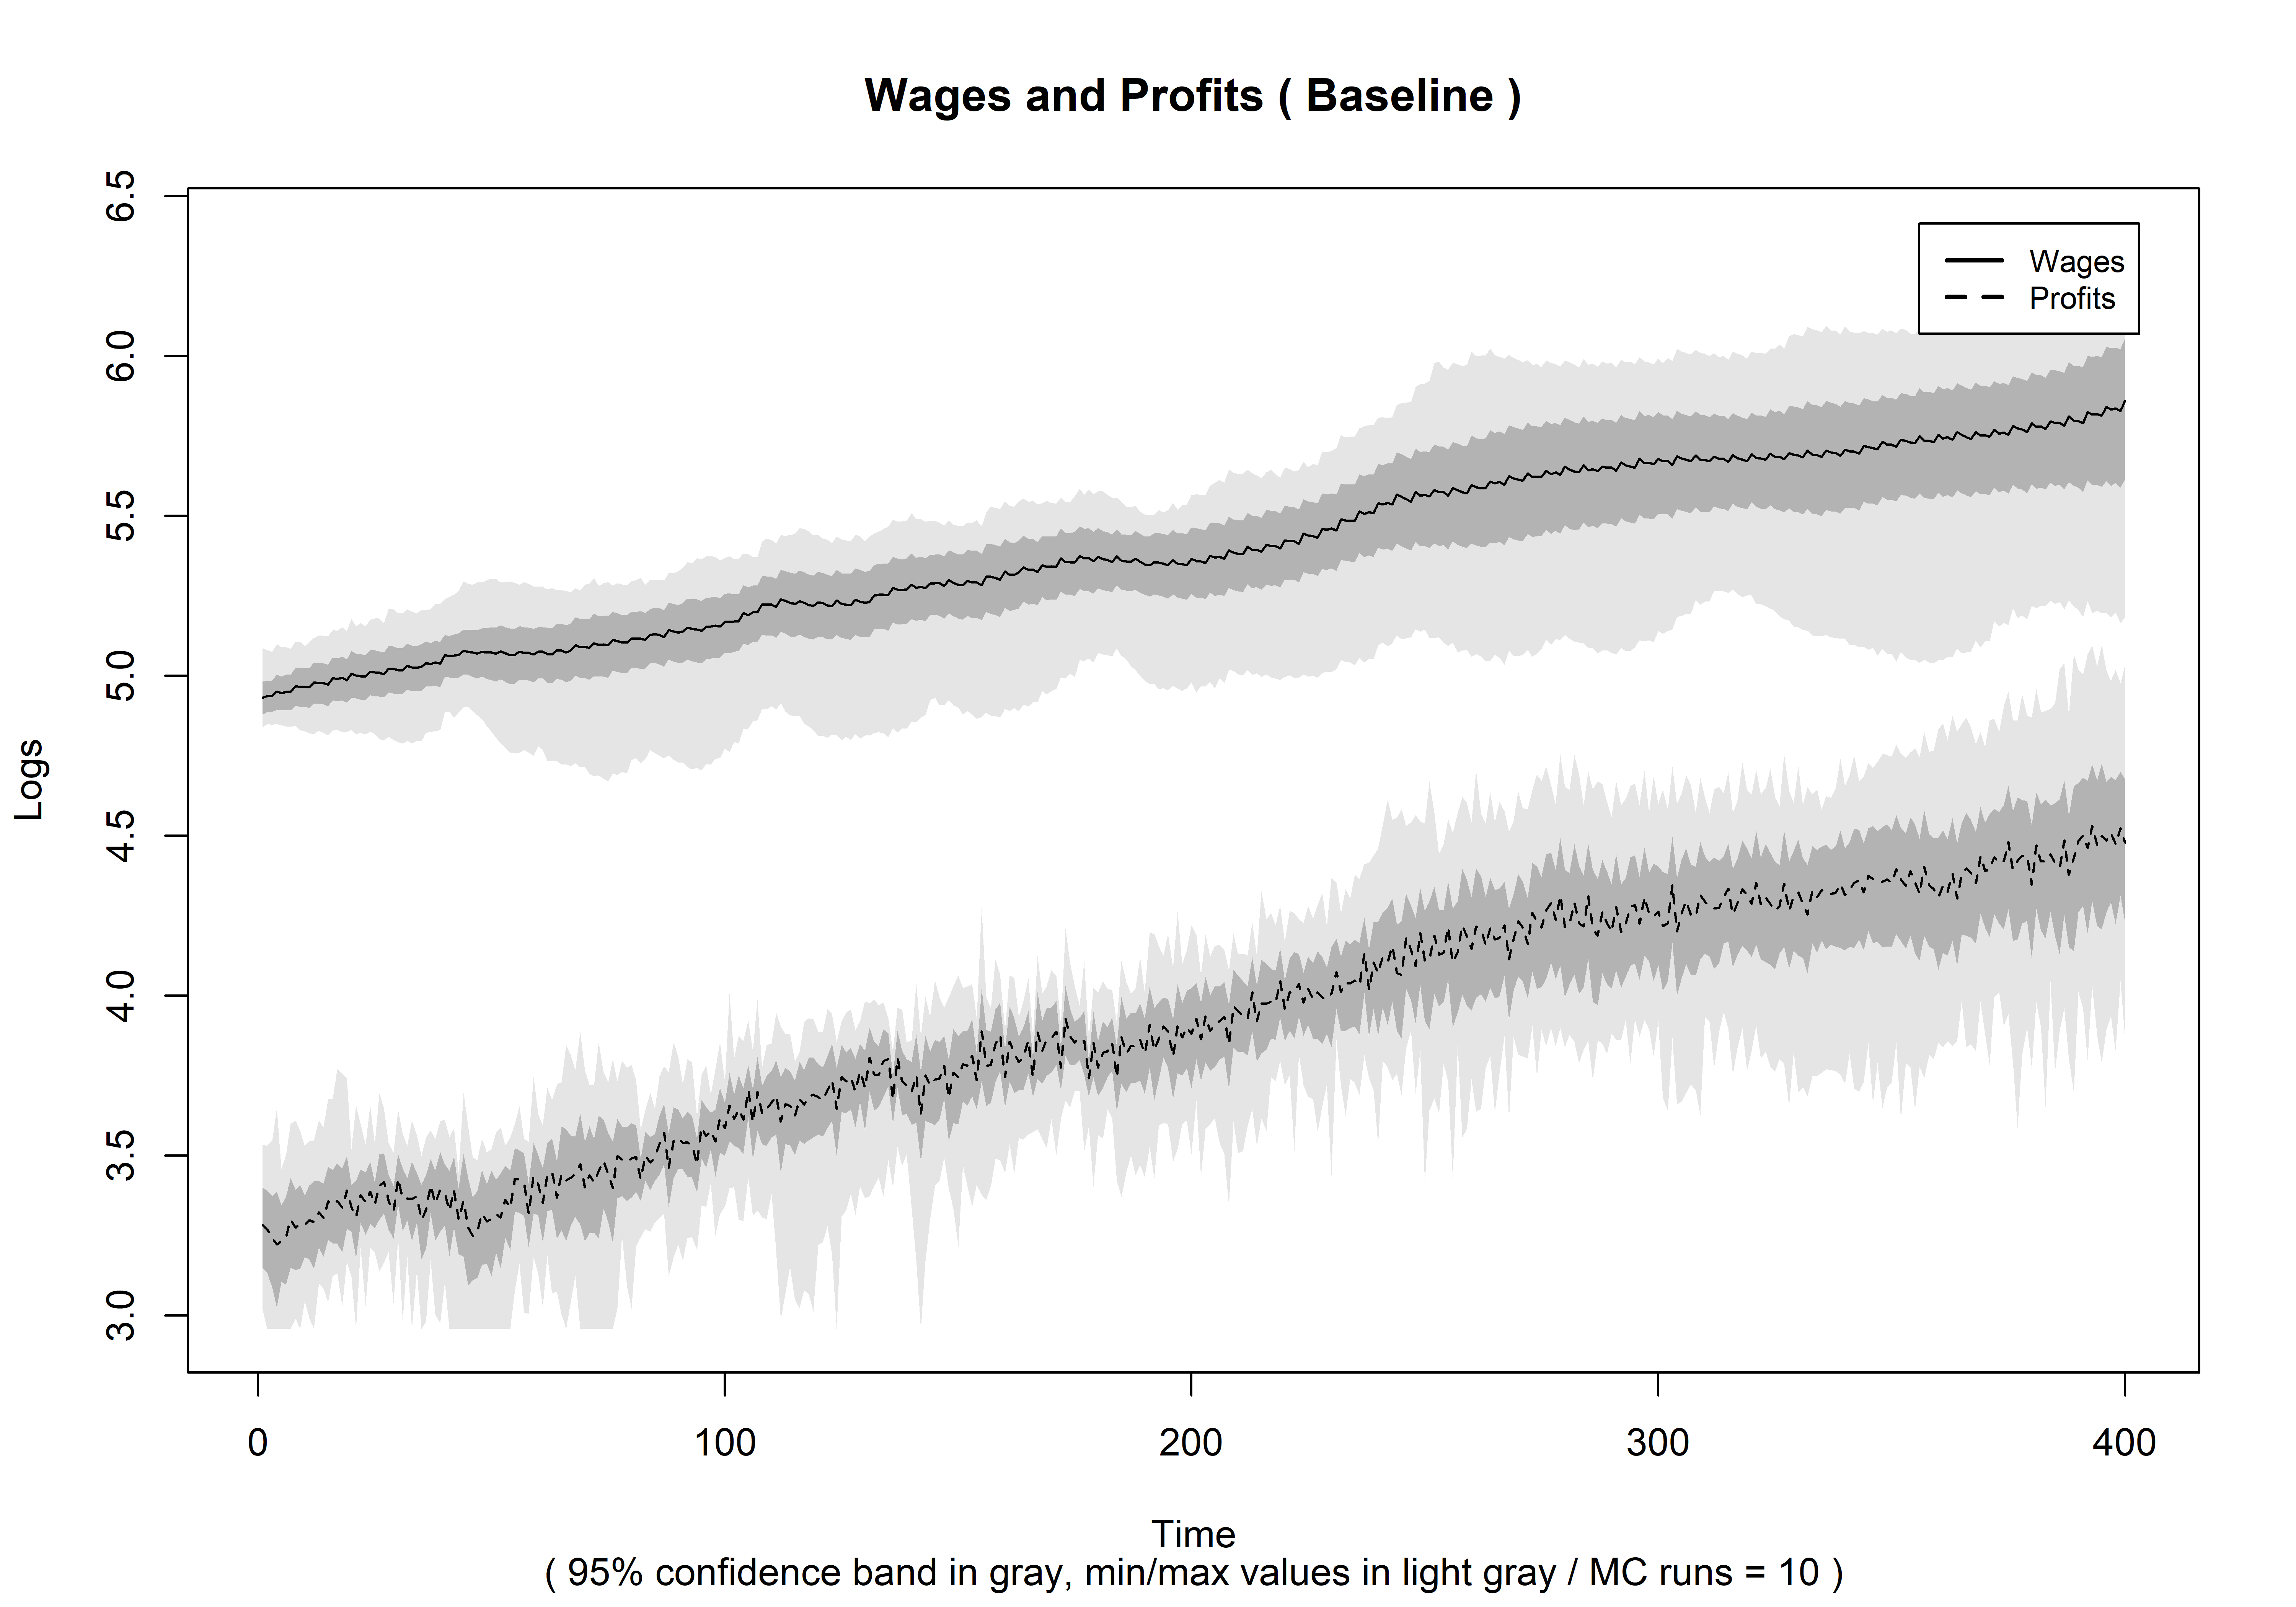 Wages and Profits ( Baseline )
6.5
6.0
5.5
5.0
4.5
4.0
3.5
3.0
Logs
Wages
Profits
0 100 200 300 400
Time
( 95% confidence band in gray, min/max values in light gray / MC runs = 10 )